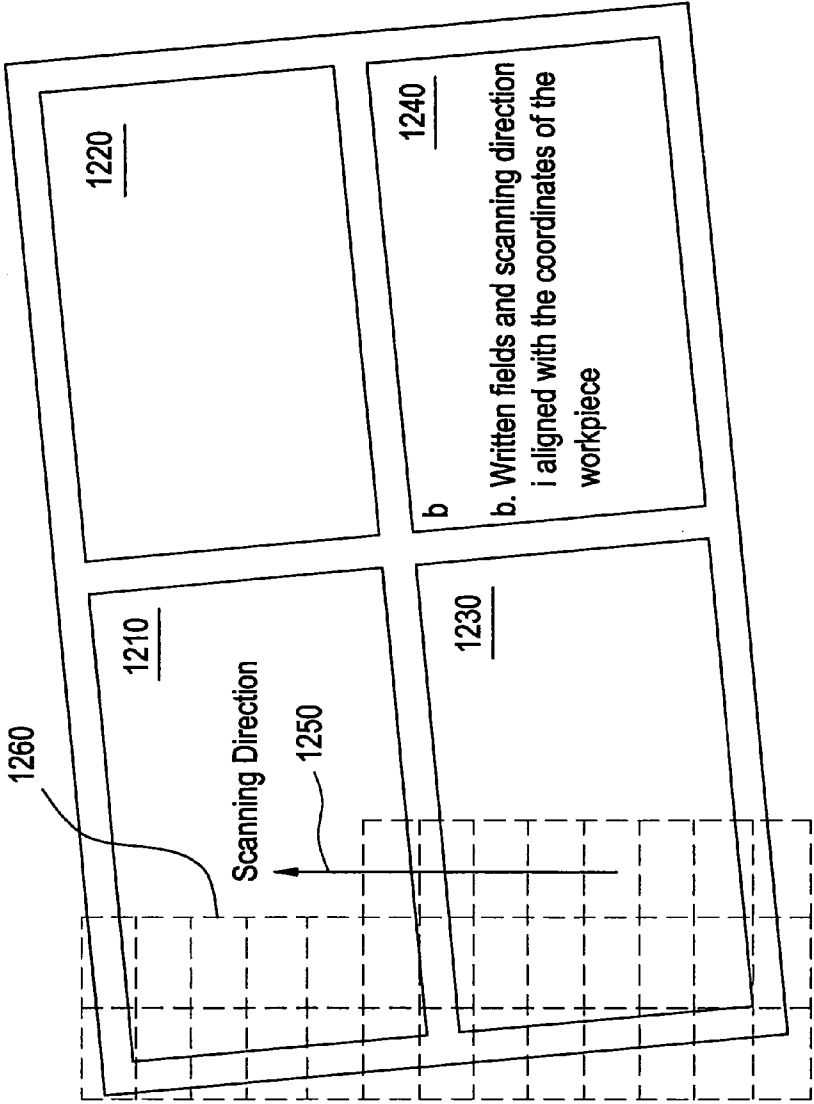 1260
1220
1210
Scanning Direction
1250
1240
b
b. Written fields and scanning direction
i aligned with the coordinates of the
workpiece
1230